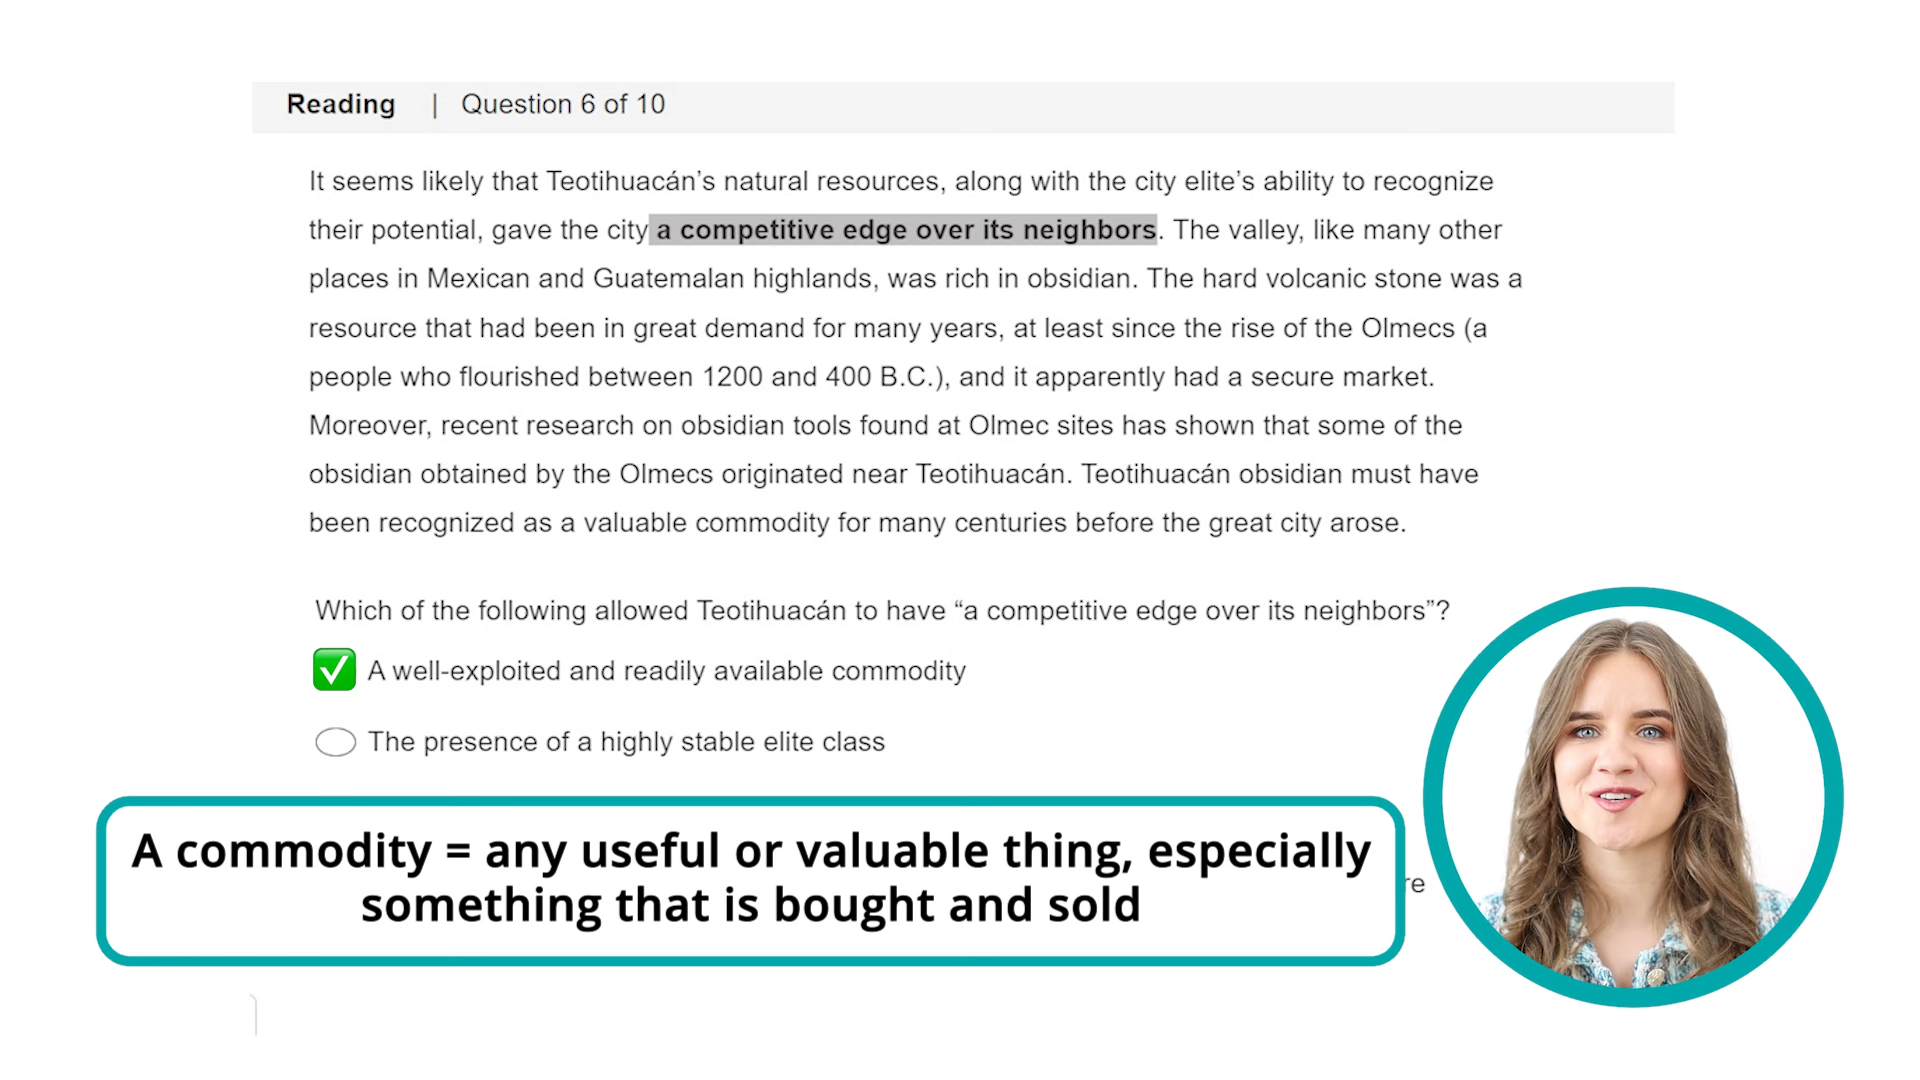 Reading | Question 6 of 10
It seems likely that Teotihuacán’s natural resources, along with the city elite’s ability to recognize
their potential, gave the city a competitive edge over its neighbors. The valley, like many other
places in Mexican and Guatemalan highlands, was rich in obsidian. The hard volcanic stone was a
resource that had been in great demand for many years, at least since the rise of the Olmecs (a
people who flourished between 1200 and 400 B.C.), and it apparently had a secure market.
Moreover, recent research on obsidian tools found at Olmec sites has shown that some of the
obsidian obtained by the Olmecs originated near Teotihuacán. Teotihuacán obsidian must have
been recognized as a valuable commodity for many centuries before the great city arose.
Which of the following allowed Teotihuacán to have “a competitive edge over its neighbors”?
A well-exploited and readily available commodity
The presence of a highly stable elite class
A commodity = any useful or valuable thing, especially
something that is bought and sold